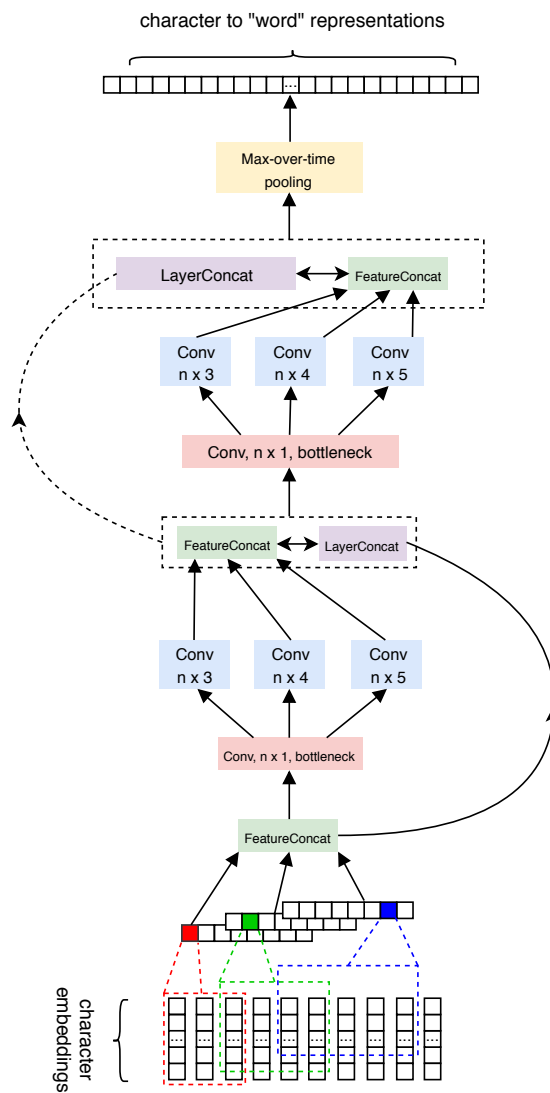 character to "word" representations
...
Max-over-time
pooling
LayerConcat
FeatureConcat
Conv
n x 3
Conv
n x 4
Conv
n x 5
Conv, n x 1, bottleneck
FeatureConcat
LayerConcat
Conv
n x 3
Conv
n x 4
Conv
n x 5
Conv, n x 1, bottleneck
FeatureConcat
character
embeddings
... ... ... ... ... ... ... ... ... ...